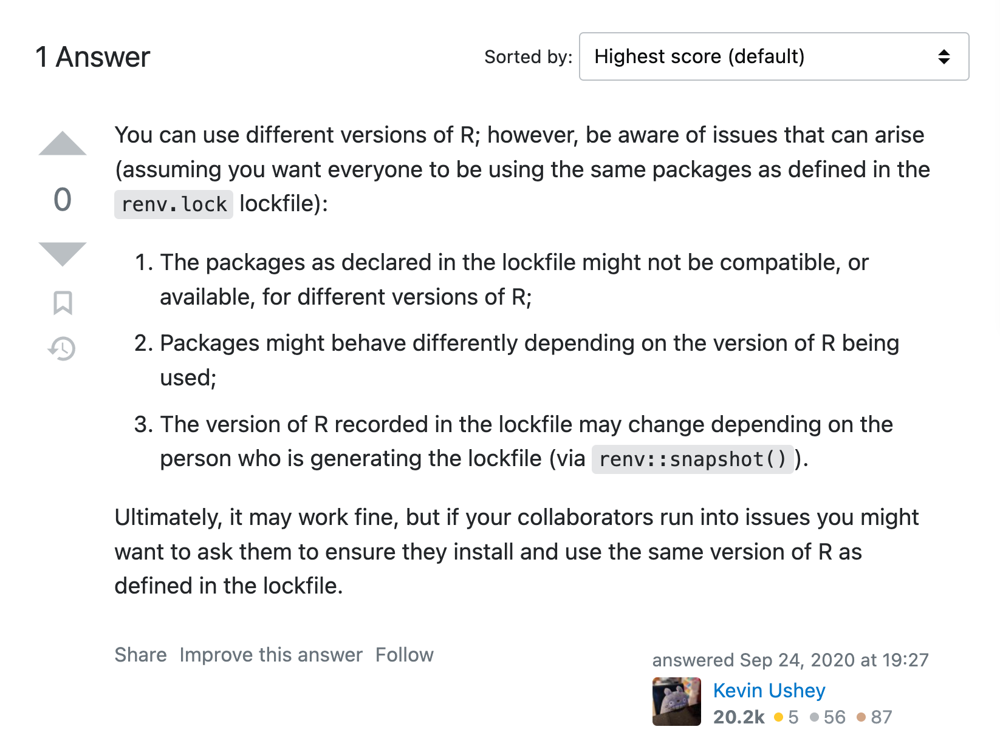 1 Answer
Sorted by:
Highest score (default)
You can use different versions of R; however, be aware of issues that can arise
(assuming you want everyone to be using the same packages as defined in the
renv.lock lockfile):
0
1. The packages as declared in the lockfile might not be compatible, or
available, for different versions of R;
2. Packages might behave differently depending on the version of R being
used;
3. The version of R recorded in the lockfile may change depending on the
person who is generating the lockfile (via renv::snapshot()).
Ultimately, it may work fine, but if your collaborators run into issues you might
want to ask them to ensure they install and use the same version of R as
defined in the lockfile.
Share Improve this answer Follow
answered Sep 24, 2020 at 19:27
Kevin Ushey
20.2k 5 56 87